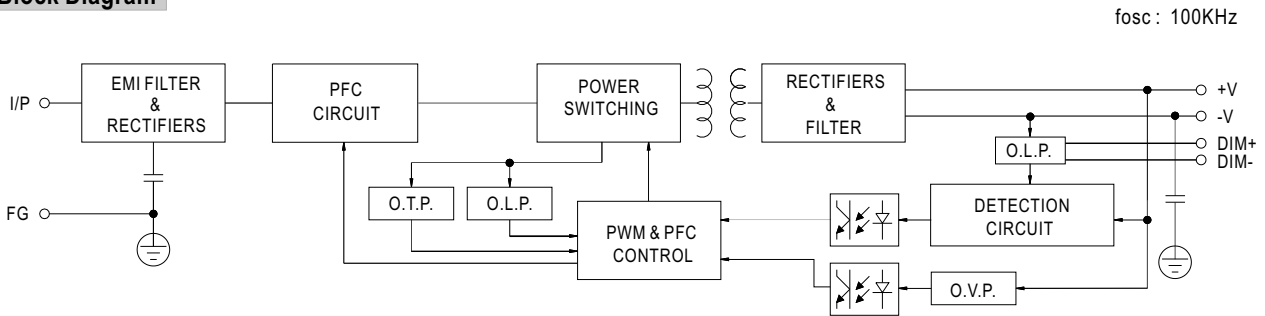 Block Diagram
fosc : 100KHz
I/P
EMI FILTER
&
RECTIFIERS
PFC
CIRCUIT
POWER
SWITCHING
RECTIFIERS
&
FILTER
+V
-V
DIM+
DIM-
O.L.P.
FG
O.T.P.
O.L.P.
PWM & PFC
CONTROL
DETECTION
CIRCUIT
O.V.P.